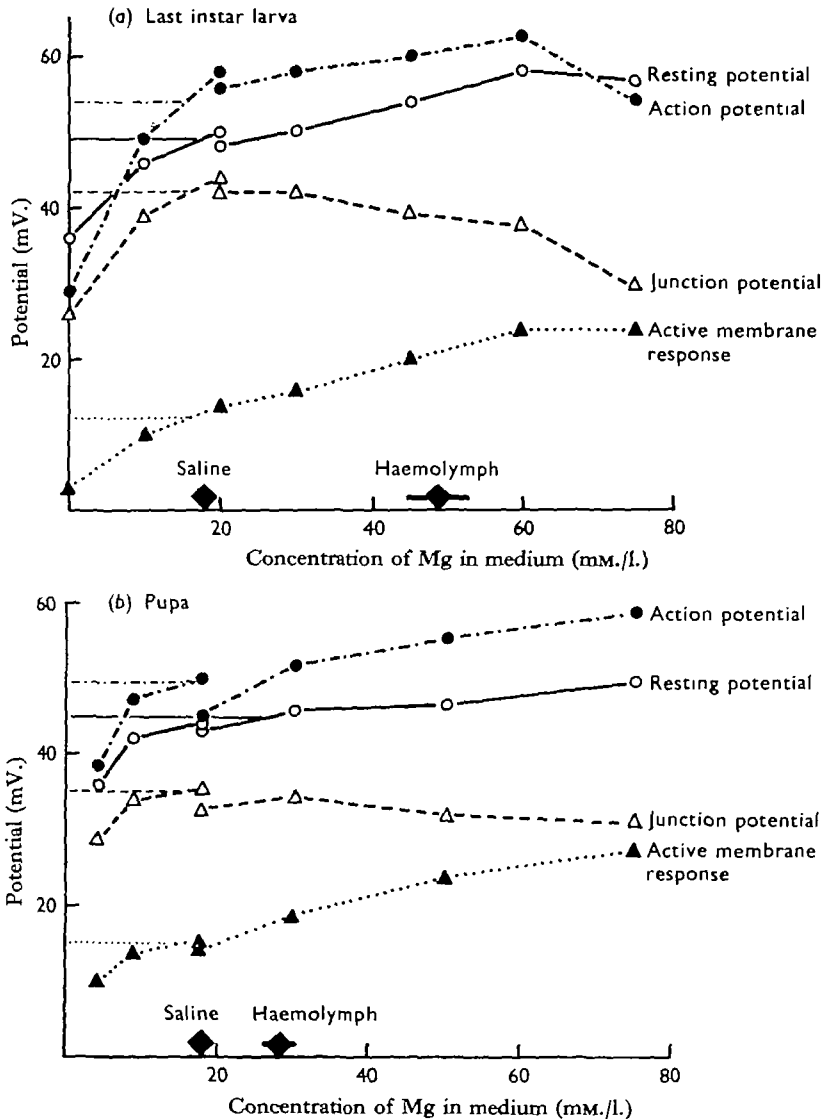 (a) Last instar larva
60
40
20
Potential (mV.)
Resting potential
Action potential
Junction potential
Active membrane
response
Saline
Haemolymph
20
40
60
80
Concentration of Mg in medium (mM./l.)
(b) Pupa
60
40
20
Potential (mV.)
Action potential
Resting potential
Junction potential
Active membrane
response
Saline
Haemolymph
20
40
60
80
Concentration of Mg in medium (mM./l.)